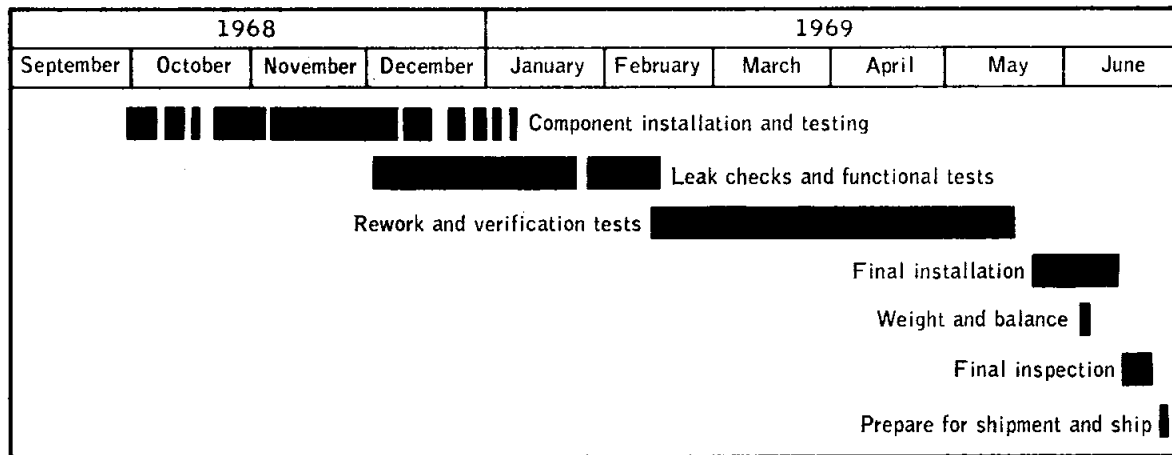 1968 1969
September October November December January February March April May June
Component installation and testing
Leak checks and functional tests
Rework and verification tests
Final installation
Weight and balance
Final inspection
Prepare for shipment and ship